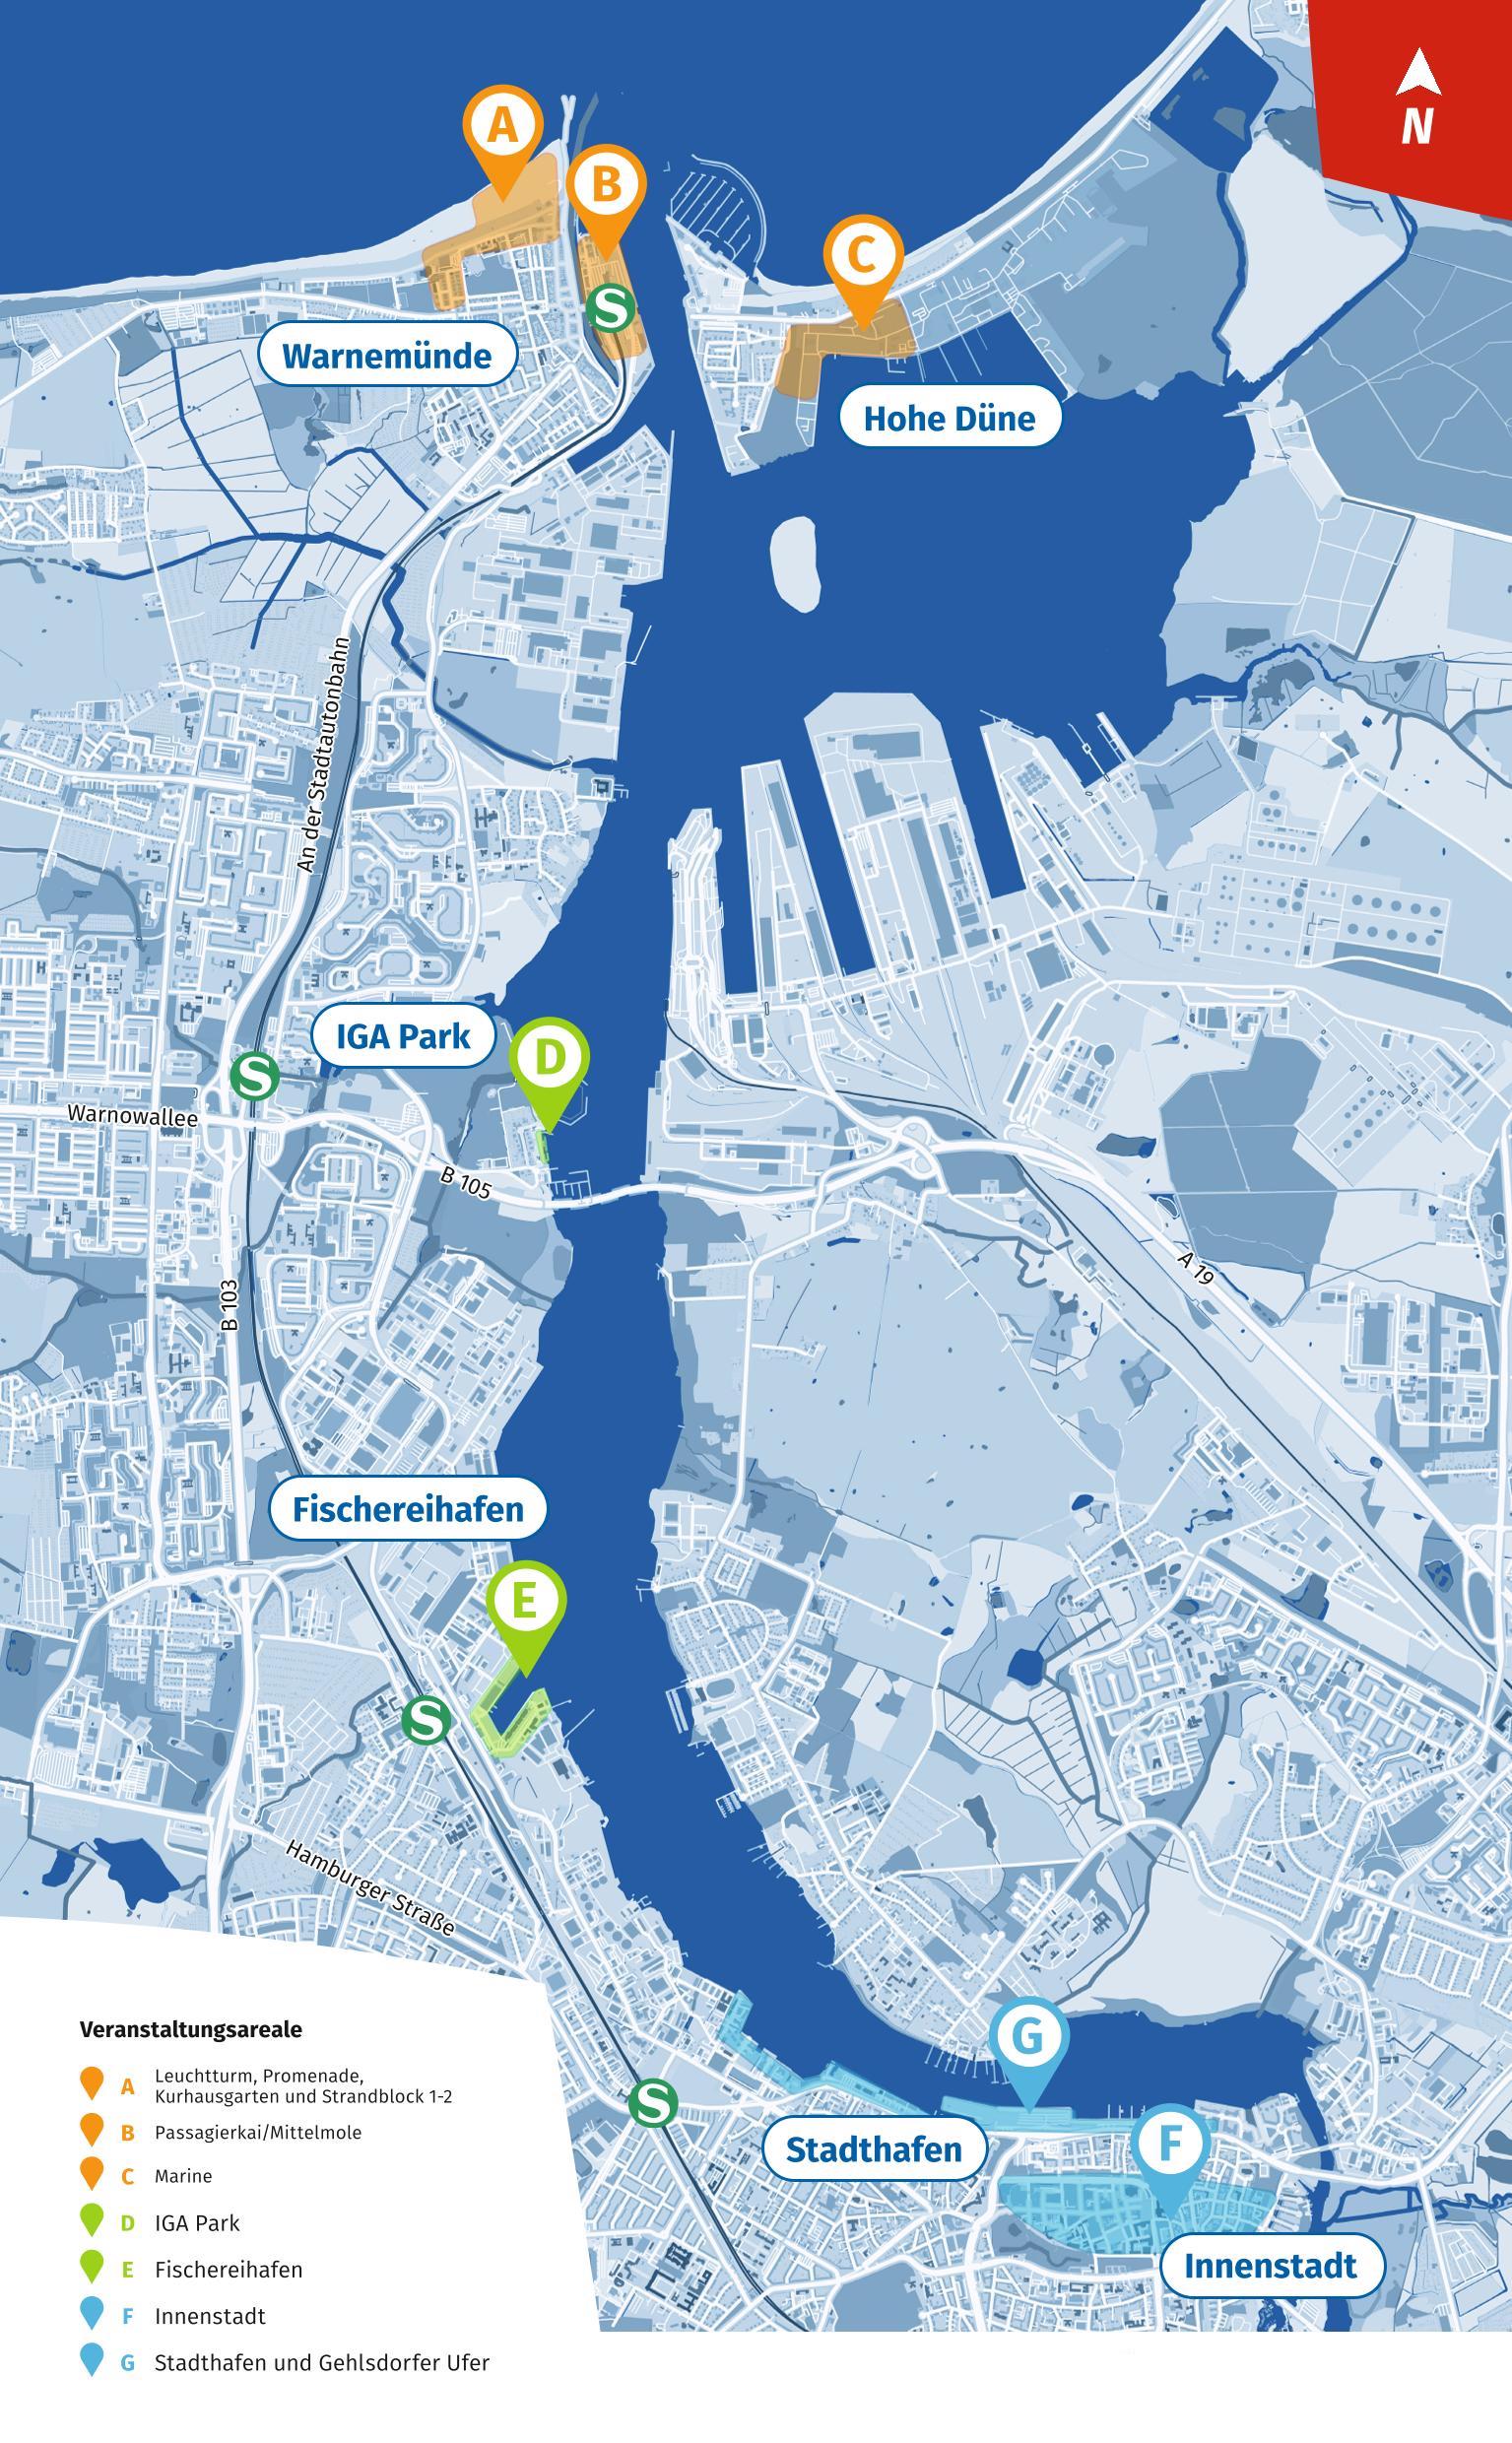 N
A
B
C
S
Warnemünde
Hohe Düne
An der Stadtautonbahn
IGA Park
D
S
Warnowallee
B 105
B 103
A 19
Fischereihafen
E
S
Hamburger Straße
G
S
Stadthafen
F
Innenstadt
Veranstaltungsareale
A Leuchtturm, Promenade,
Kurhausgarten und Strandblock 1-2
B Passagierkai/Mittelmole
C Marine
D IGA Park
E Fischereihafen
F Innenstadt
G Stadthafen und Gehlsdorfer Ufer